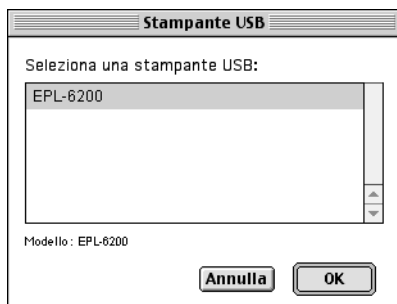 Stampante USB
Seleziona una stampante USB:
EPL-6200
Modello: EPL-6200
Annulla
OK